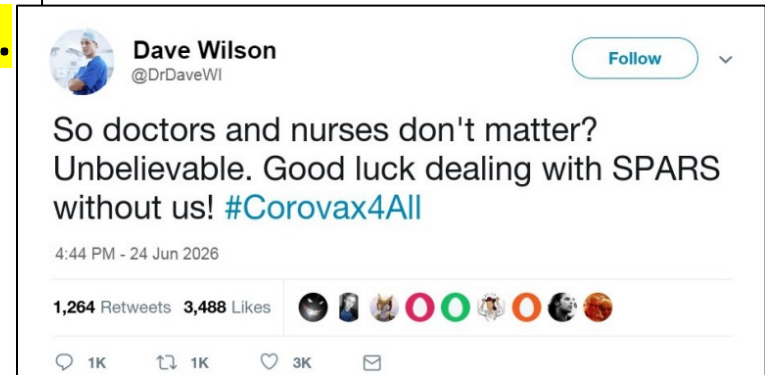 .
Dave Wilson
@DrDaveWI
Follow
So doctors and nurses don't matter?
Unbelievable. Good luck dealing with SPARS
without us! #Corovax4All
4:44 PM - 24 Jun 2026
1,264 Retweets 3,488 Likes
1K 1K 3K